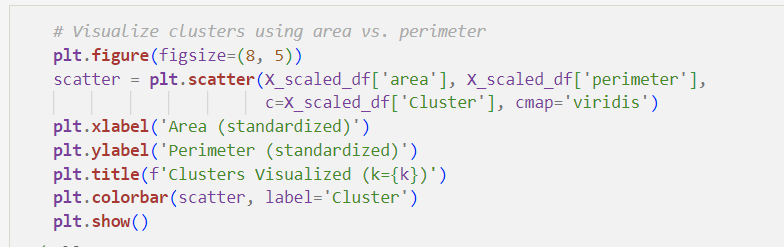 # Visualize clusters using area vs. perimeter
plt.figure(figsize=(8, 5))
scatter = plt.scatter(X_scaled_df['area'], X_scaled_df['perimeter'],
c=X_scaled_df['Cluster'], cmap='viridis')
plt.xlabel('Area (standardized)')
plt.ylabel('Perimeter (standardized)')
plt.title(f'Clusters Visualized (k={k})')
plt.colorbar(scatter, label='Cluster')
plt.show()